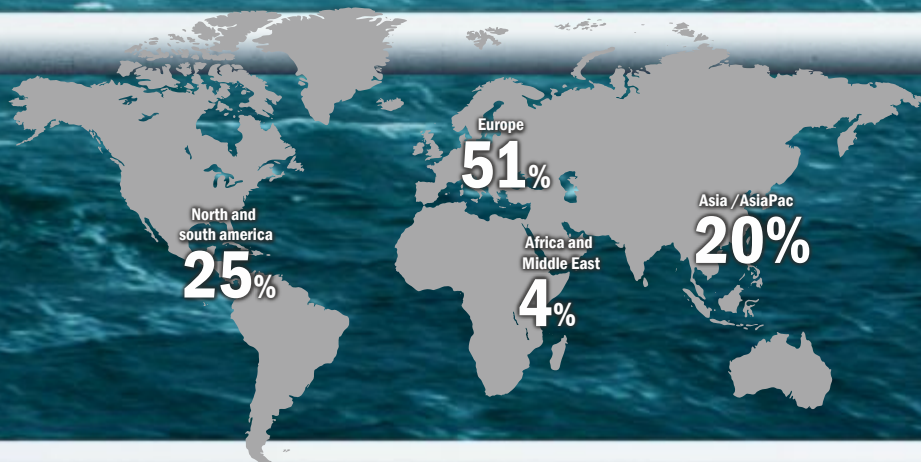 Europe
51%
Asia /AsiaPac
20%
North and
south america
25%
Africa and
Middle East
4%